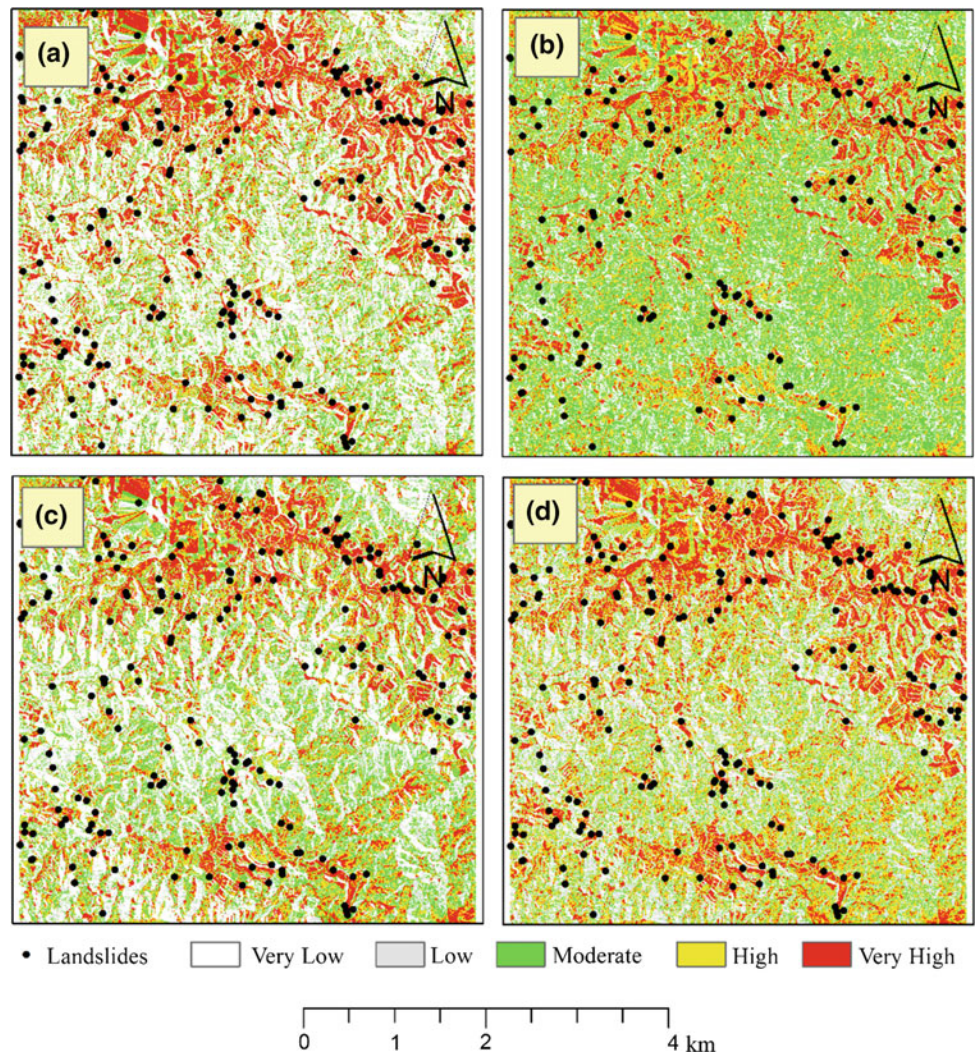 (a)
N
(b)
N
(c)
N
(d)
N
Landslides Very Low Low Moderate High Very High
0 1 2 4 km